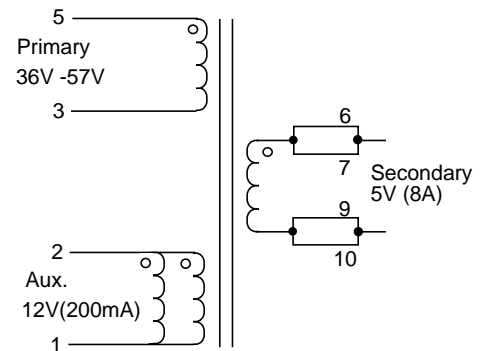 5
Primary
36V -57V
3
6
7
Secondary
5V (8A)
9
10
2
Aux.
12V(200mA)
1